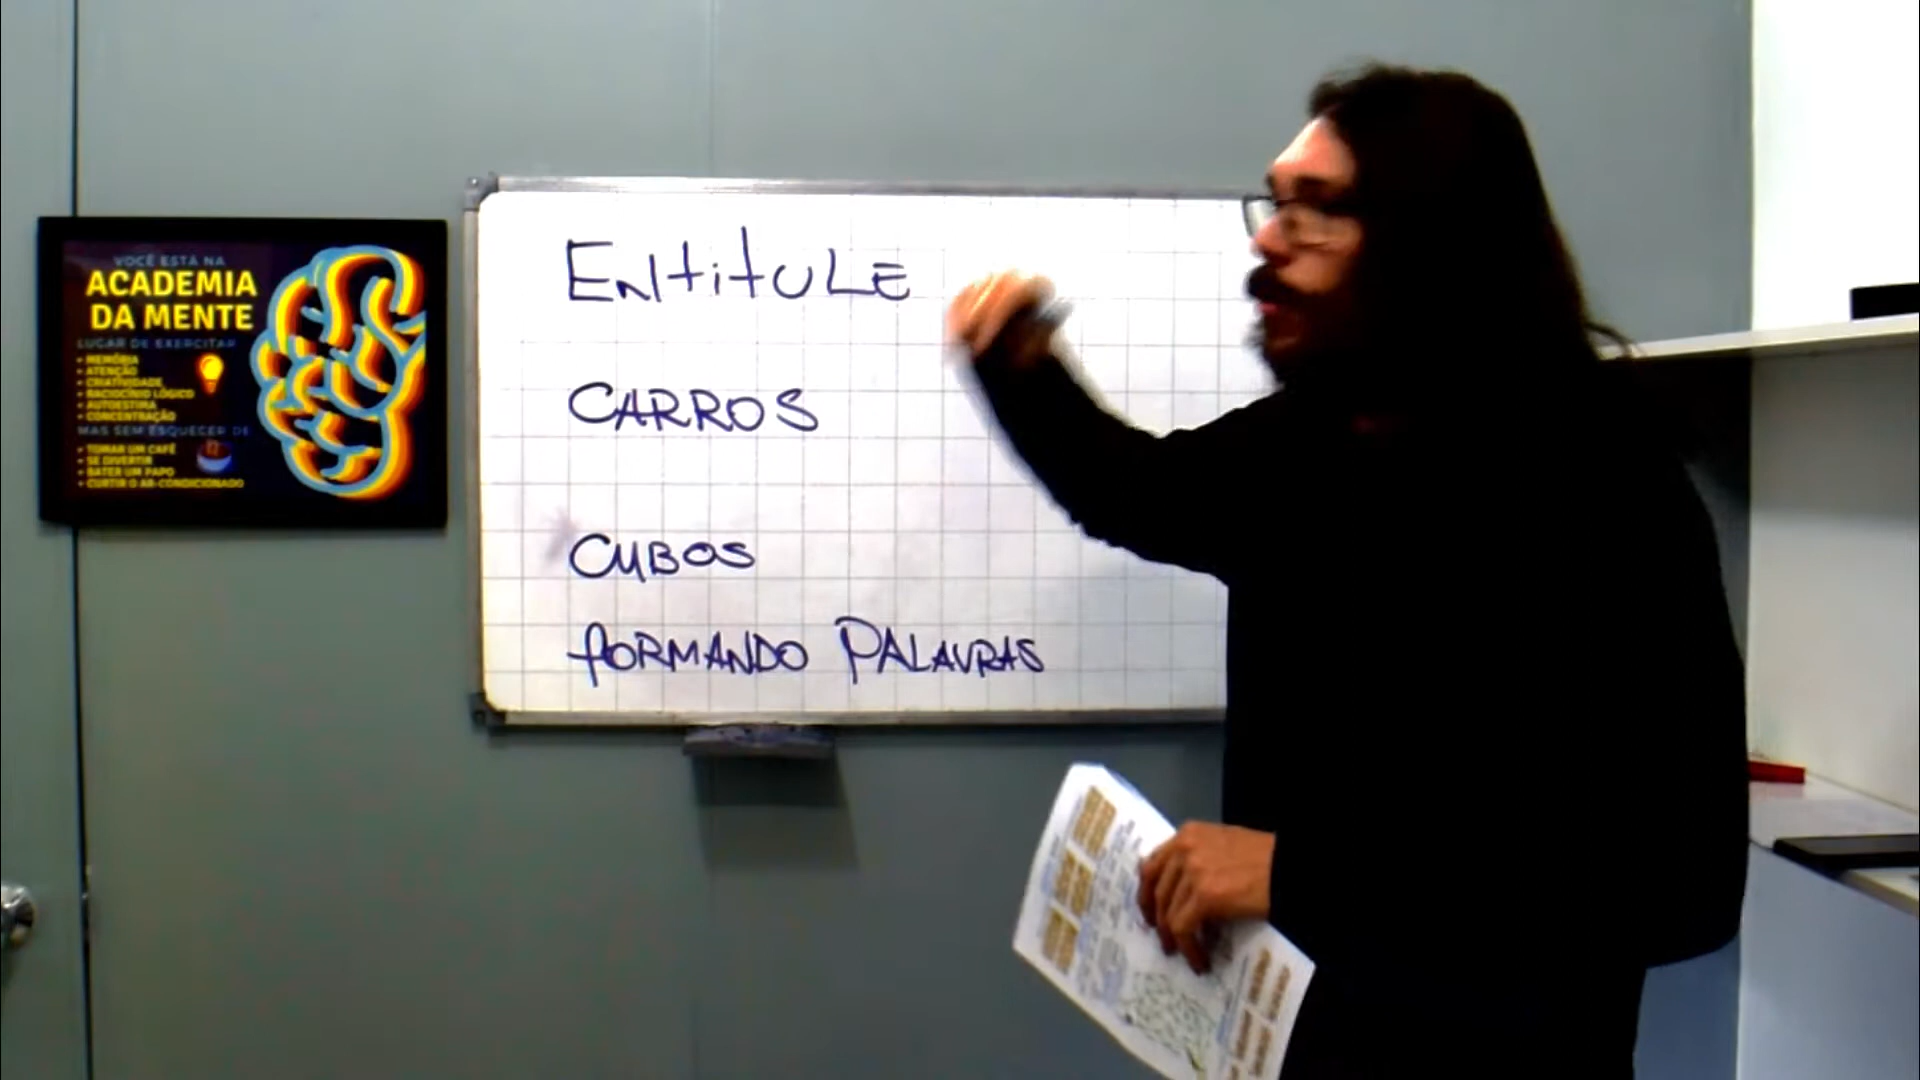 VOCÊ ESTÁ NA
ACADEMIA
DA MENTE
LUGAR DE EXERCITAR
• MEMÓRIA
• ATENÇÃO
• CRIATIVIDADE
• RACIOCÍNIO LÓGICO
• AUTOESTIMA
• CONCENTRAÇÃO
MAS SEM ESQUECER DE
• TOMAR UM CAFÉ
• SE DIVERTIR
• BATER UM PAPO
• CURTIR O AR-CONDICIONADO
ENtitULE
CARROS
CUBOS
fORMANDO PALAVRAS